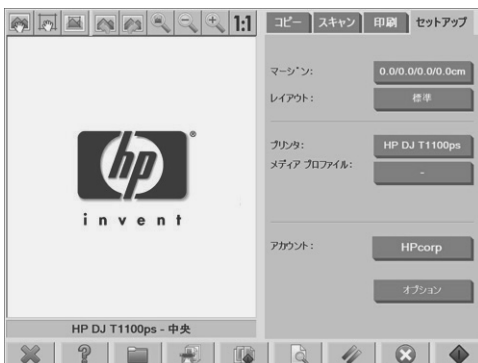 1:1
コピー
スキャン
印刷
セットアップ
マージン:
0.0/0.0/0.0/0.0cm
レイアウト:
標準
プリンタ:
HP DJ T1100ps
メディア プロファイル:
-
hp
®
invent
アカウント:
HPcorp
オプション
HP DJ T1100ps - 中央
?